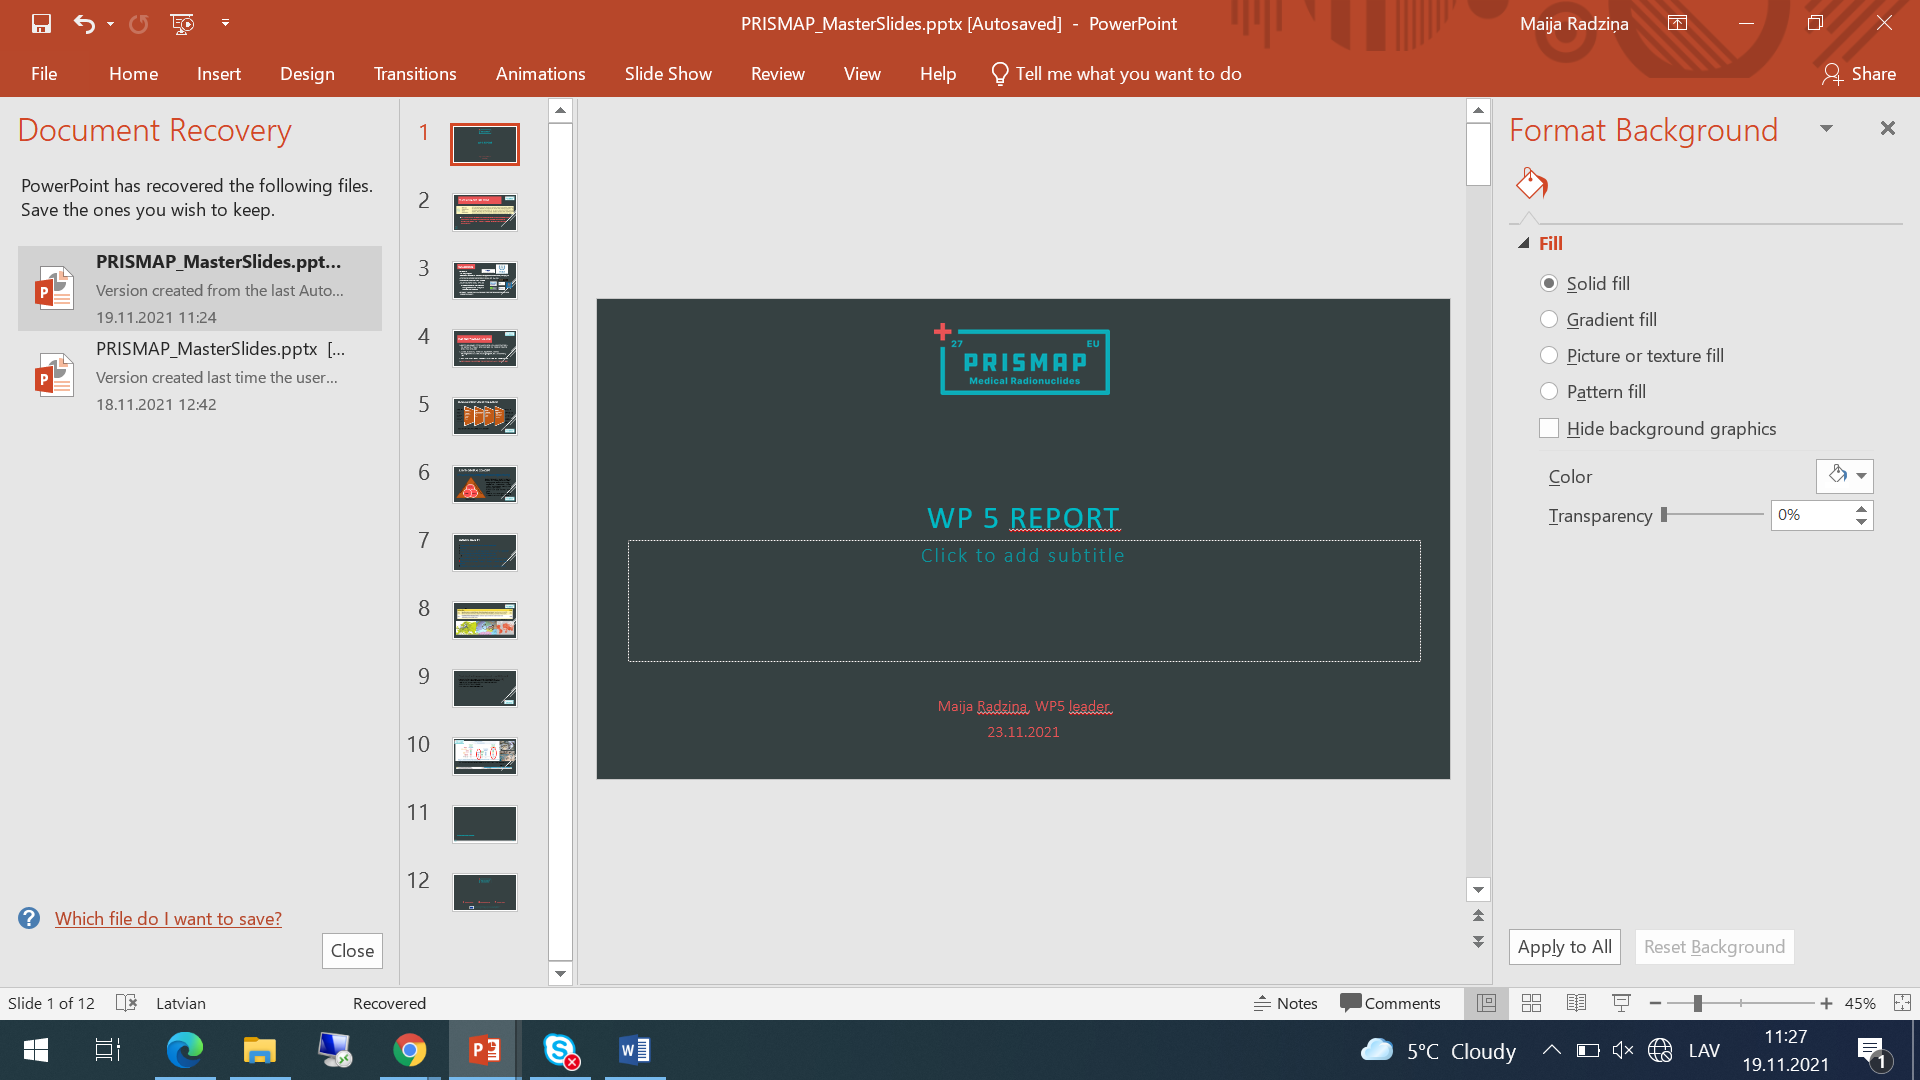 PRISMAP_MasterSlides.pptx [Autosaved] - PowerPoint
Maija Radziņa
File Home Insert Design Transitions Animations Slide Show Review View Help Tell me what you want to do Share
Document Recovery
PowerPoint has recovered the following files.
Save the ones you wish to keep.
PRISMAP_MasterSlides.ppt...
Version created from the last Auto...
19.11.2021 11:24
PRISMAP_MasterSlides.pptx [...
Version created last time the user...
18.11.2021 12:42
Which file do I want to save?
Close
1
2
3
4
5
6
7
8
9
10
11
12
27 EU
PRISMAP
Medical Radionuclides
WP 5 REPORT
Click to add subtitle
Maija Radzina, WP5 leader
23.11.2021
Format Background
Fill
Solid fill
Gradient fill
Picture or texture fill
Pattern fill
Hide background graphics
Color
Transparency 0%
Apply to All Reset Background
Slide 1 of 12 Latvian Recovered Notes Comments 45%
5°C Cloudy LAV 11:27
19.11.2021
1